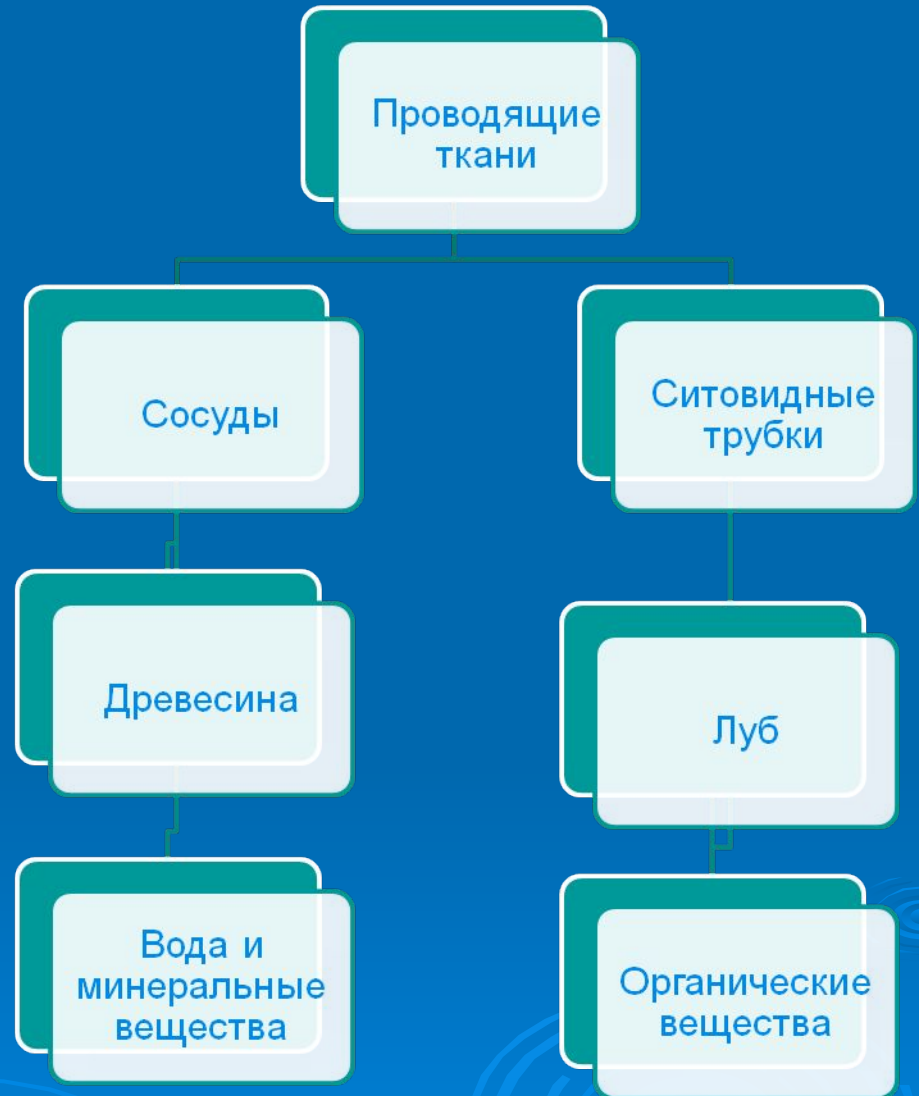 Проводящие
ткани
Сосуды
Ситовидные
трубки
Древесина
Луб
Вода и
минеральные
вещества
Органические
вещества